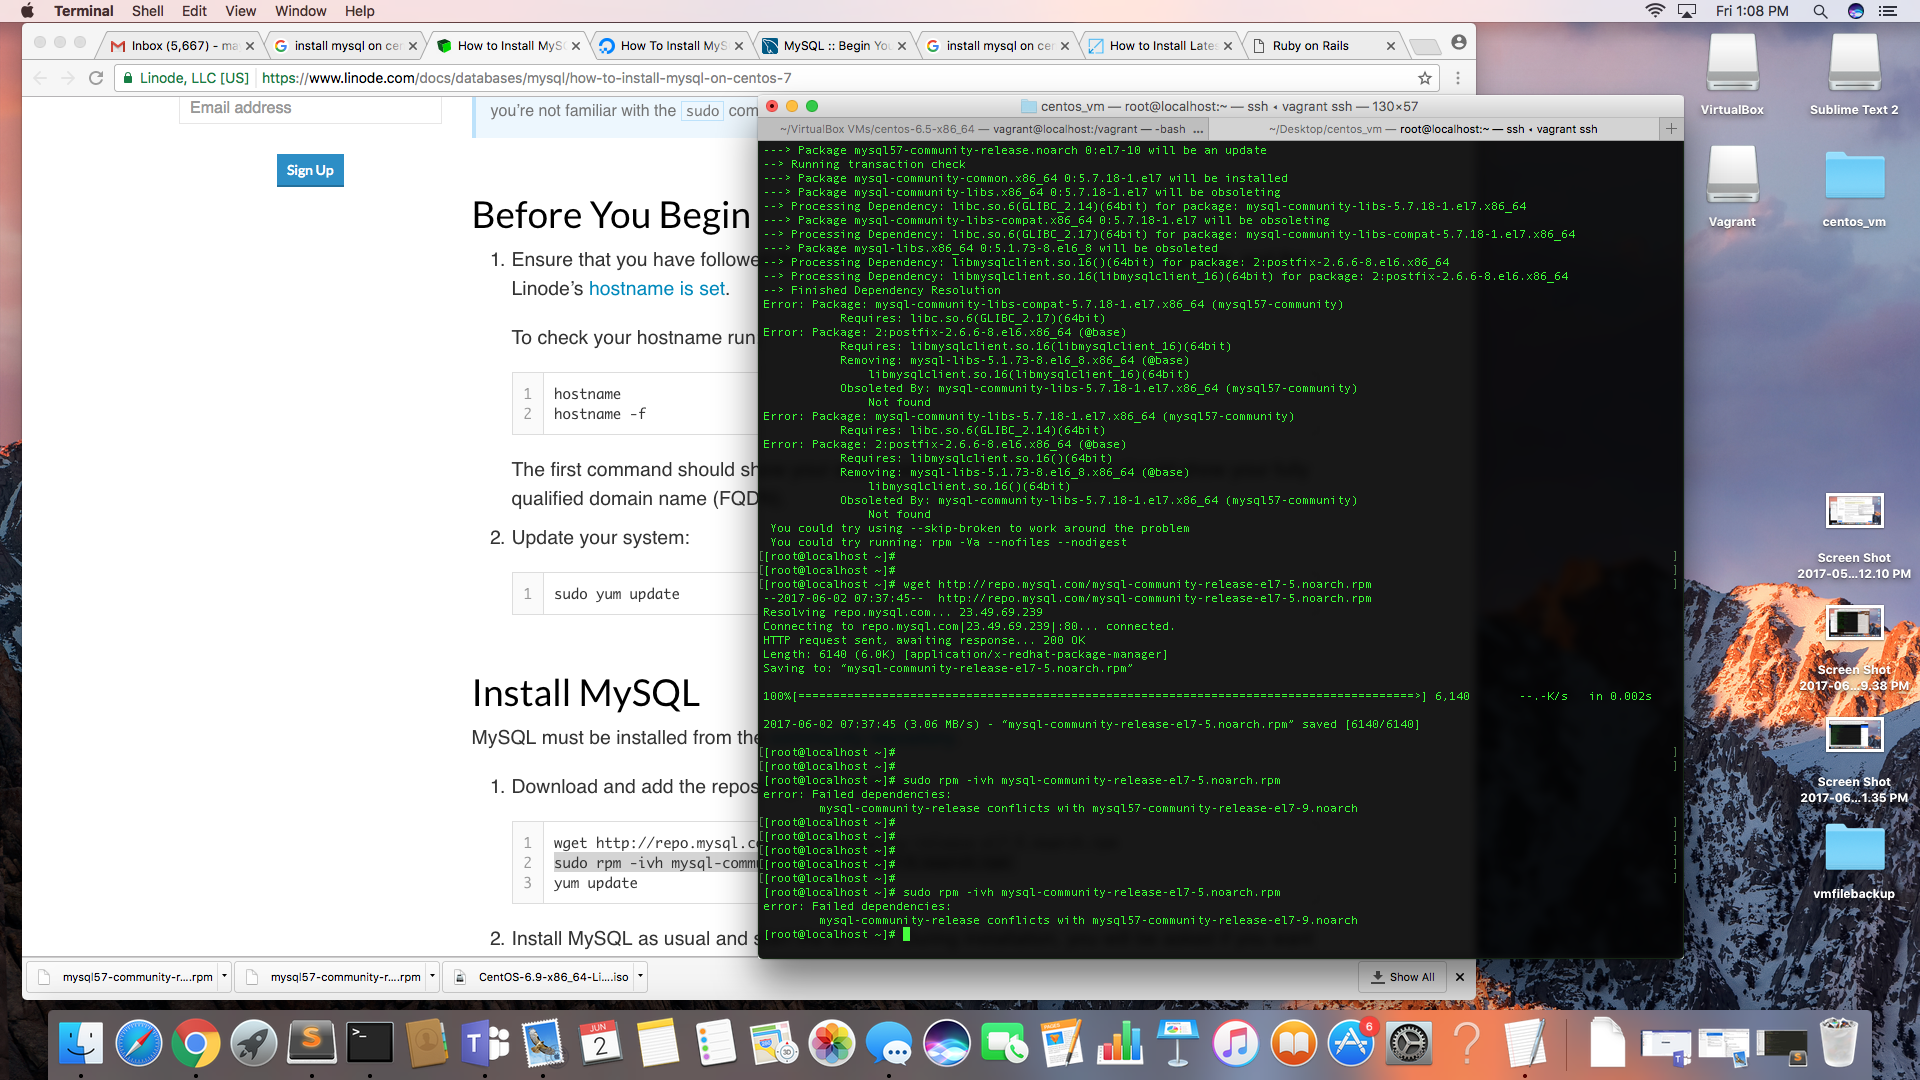 Terminal Shell Edit View Window Help
Fri 1:08 PM
Inbox (5,667) - ma
install mysql on cen
How to Install MyS
How To Install MyS
MySQL :: Begin You
install mysql on cen
How to Install Lates
Ruby on Rails
Linode, LLC [US] https://www.linode.com/docs/databases/mysql/how-to-install-mysql-on-centos-7
Email address
Sign Up
you're not familiar with the sudo com
Before You Begin
1. Ensure that you have followe
Linode's hostname is set.
To check your hostname run
1 hostname
2 hostname -f
The first command should sh
qualified domain name (FQD
2. Update your system:
1 sudo yum update
Install MySQL
MySQL must be installed from the
1. Download and add the repos
1 wget http://repo.mysql.co
2 sudo rpm -ivh mysql-comm
3 yum update
2. Install MySQL as usual and s
mysql57-community-r....rpm
mysql57-community-r....rpm
CentOS-6.9-x86_64-Li....iso
Show All
centos_vm — root@localhost:~ — ssh ◂ vagrant ssh — 130×57
~/VirtualBox VMs/centos-6.5-x86_64 — vagrant@localhost:/vagrant — -bash ...
~/Desktop/centos_vm — root@localhost:~ — ssh ◂ vagrant ssh
---> Package mysql57-community-release.noarch 0:el7-10 will be an update
--> Running transaction check
---> Package mysql-community-common.x86_64 0:5.7.18-1.el7 will be installed
---> Package mysql-community-libs.x86_64 0:5.7.18-1.el7 will be obsoleting
--> Processing Dependency: libc.so.6(GLIBC_2.14)(64bit) for package: mysql-community-libs-5.7.18-1.el7.x86_64
---> Package mysql-community-libs-compat.x86_64 0:5.7.18-1.el7 will be obsoleting
--> Processing Dependency: libc.so.6(GLIBC_2.17)(64bit) for package: mysql-community-libs-compat-5.7.18-1.el7.x86_64
---> Package mysql-libs.x86_64 0:5.1.73-8.el6_8 will be obsoleted
--> Processing Dependency: libmysqlclient.so.16()(64bit) for package: 2:postfix-2.6.6-8.el6.x86_64
--> Processing Dependency: libmysqlclient.so.16(libmysqlclient_16)(64bit) for package: 2:postfix-2.6.6-8.el6.x86_64
--> Finished Dependency Resolution
Error: Package: mysql-community-libs-compat-5.7.18-1.el7.x86_64 (mysql57-community)
Requires: libc.so.6(GLIBC_2.17)(64bit)
Error: Package: 2:postfix-2.6.6-8.el6.x86_64 (@base)
Requires: libmysqlclient.so.16(libmysqlclient_16)(64bit)
Removing: mysql-libs-5.1.73-8.el6_8.x86_64 (@base)
libmysqlclient.so.16(libmysqlclient_16)(64bit)
Obsoleted By: mysql-community-libs-5.7.18-1.el7.x86_64 (mysql57-community)
Not found
Error: Package: mysql-community-libs-5.7.18-1.el7.x86_64 (mysql57-community)
Requires: libc.so.6(GLIBC_2.14)(64bit)
Error: Package: 2:postfix-2.6.6-8.el6.x86_64 (@base)
Requires: libmysqlclient.so.16()(64bit)
Removing: mysql-libs-5.1.73-8.el6_8.x86_64 (@base)
libmysqlclient.so.16()(64bit)
Obsoleted By: mysql-community-libs-5.7.18-1.el7.x86_64 (mysql57-community)
Not found
You could try using --skip-broken to work around the problem
You could try running: rpm -Va --nofiles --nodigest
[[root@localhost ~]# ]
[[root@localhost ~]# ]
[[root@localhost ~]# wget http://repo.mysql.com/mysql-community-release-el7-5.noarch.rpm ]
--2017-06-02 07:37:45-- http://repo.mysql.com/mysql-community-release-el7-5.noarch.rpm
Resolving repo.mysql.com... 23.49.69.239
Connecting to repo.mysql.com|23.49.69.239|:80... connected.
HTTP request sent, awaiting response... 200 OK
Length: 6140 (6.0K) [application/x-redhat-package-manager]
Saving to: “mysql-community-release-el7-5.noarch.rpm”
100%[========================================================================================>] 6,140 --.-K/s in 0.002s
2017-06-02 07:37:45 (3.06 MB/s) - “mysql-community-release-el7-5.noarch.rpm” saved [6140/6140]
[[root@localhost ~]# ]
[[root@localhost ~]# ]
[root@localhost ~]# sudo rpm -ivh mysql-community-release-el7-5.noarch.rpm
error: Failed dependencies:
mysql-community-release conflicts with mysql57-community-release-el7-9.noarch
[[root@localhost ~]# ]
[[root@localhost ~]# ]
[[root@localhost ~]# ]
[[root@localhost ~]# ]
[[root@localhost ~]# ]
[root@localhost ~]# sudo rpm -ivh mysql-community-release-el7-5.noarch.rpm
error: Failed dependencies:
mysql-community-release conflicts with mysql57-community-release-el7-9.noarch
[root@localhost ~]#
VirtualBox
Sublime Text 2
Vagrant
centos_vm
Screen Shot
2017-05...12.10 PM
Screen Shot
2017-06...9.38 PM
Screen Shot
2017-06...1.35 PM
vmfilebackup
JUN
2
PAGES
3D
6